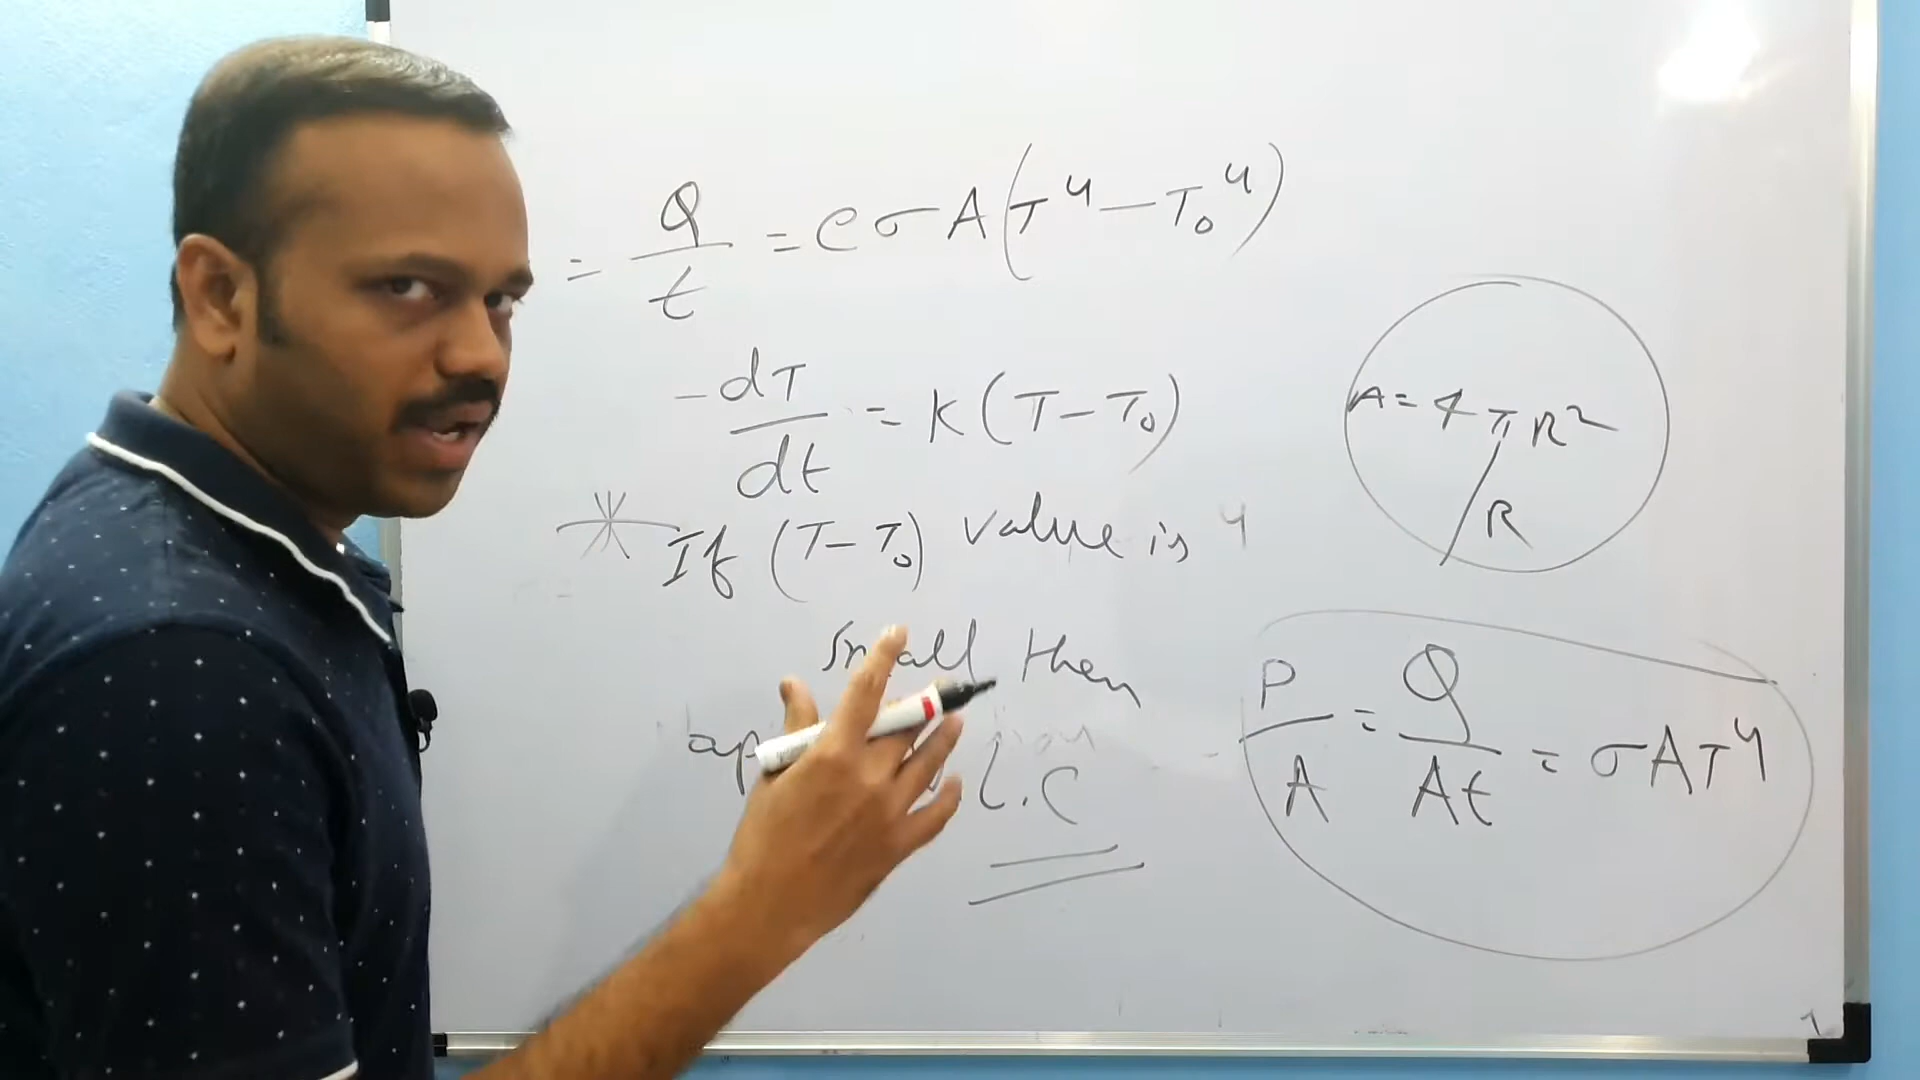 = Q/t = eσA(T⁴ - T₀⁴)
-dT/dt = K(T - T₀)
If (T - T₀) value is
small then
L.C
A = 4πR²
R
P/A = Q/At = σAT⁴